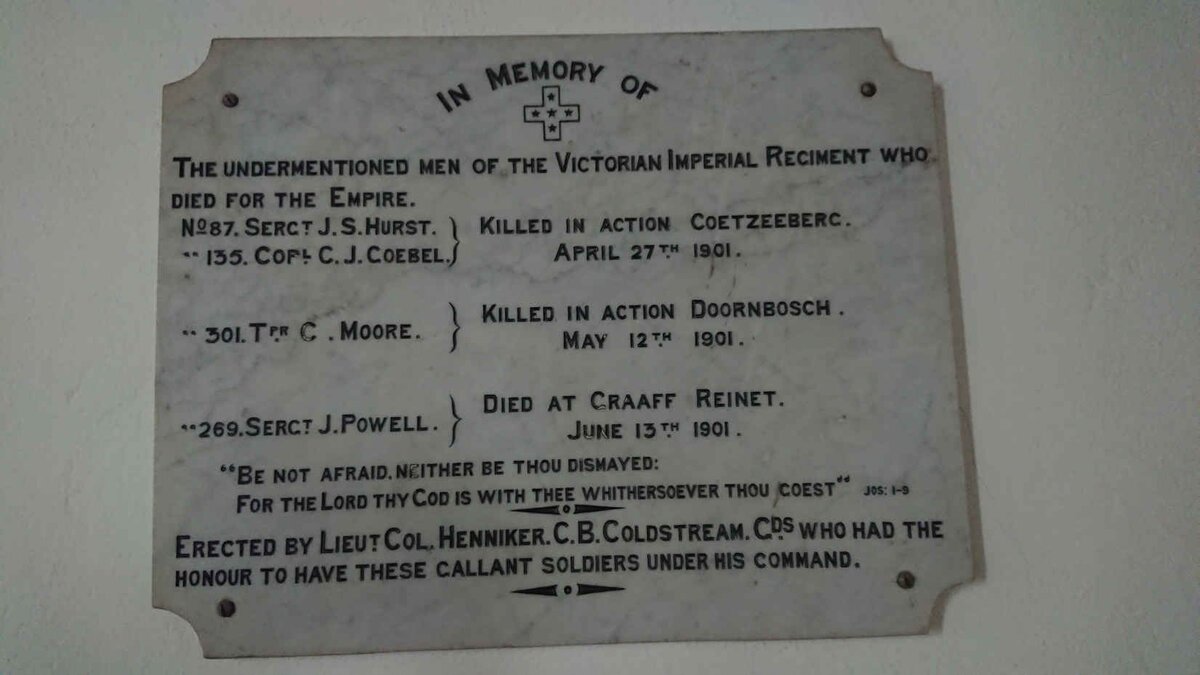 IN MEMORY OF
THE UNDERMENTIONED MEN OF THE VICTORIAN IMPERIAL REGIMENT WHO
DIED FOR THE EMPIRE.
No 87. SERGT J.S. HURST. } KILLED IN ACTION COETZEEBERG.
" 135. CORPL C.J. GOEBEL. } APRIL 27TH 1901.
" 301. TPR G. MOORE. } KILLED IN ACTION DOORNBOSCH.
MAY 12TH 1901.
" 269. SERGT J. POWELL. } DIED AT GRAAFF REINET.
JUNE 13TH 1901.
"BE NOT AFRAID, NEITHER BE THOU DISMAYED:
FOR THE LORD THY GOD IS WITH THEE WHITHERSOEVER THOU GOEST" JOS: 1-9
ERECTED BY LIEUT COL. HENNIKER. C.B. COLDSTREAM. GDS WHO HAD THE
HONOUR TO HAVE THESE GALLANT SOLDIERS UNDER HIS COMMAND.